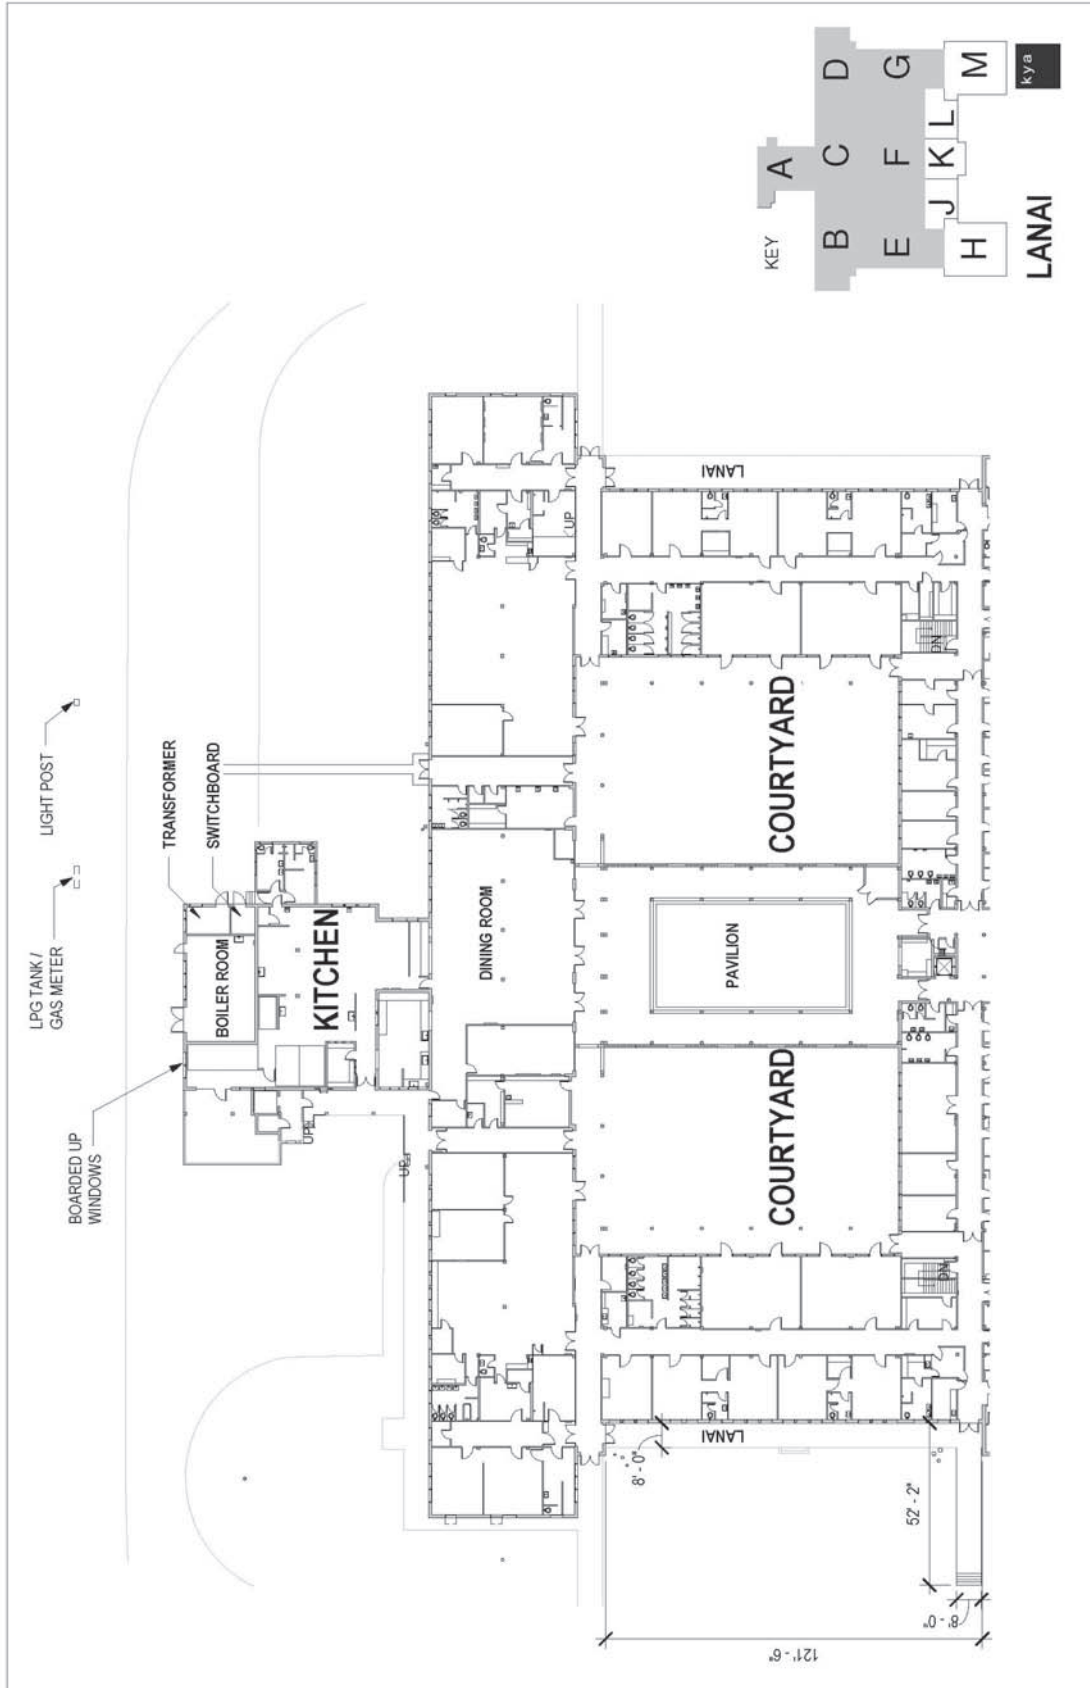 LPG TANK /
GAS METER
LIGHT POST
BOARDED UP
WINDOWS
TRANSFORMER
SWITCHBOARD
BOILER ROOM
KITCHEN
UP
UP
DINING ROOM
UP
LANAI
COURTYARD
PAVILION
COURTYARD
DN
DN
LANAI
8' - 0"
52' - 2"
8' - 0"
121' - 6"
KEY
A
B
C
D
E
F
G
H
J
K
L
M
LANAI
kya